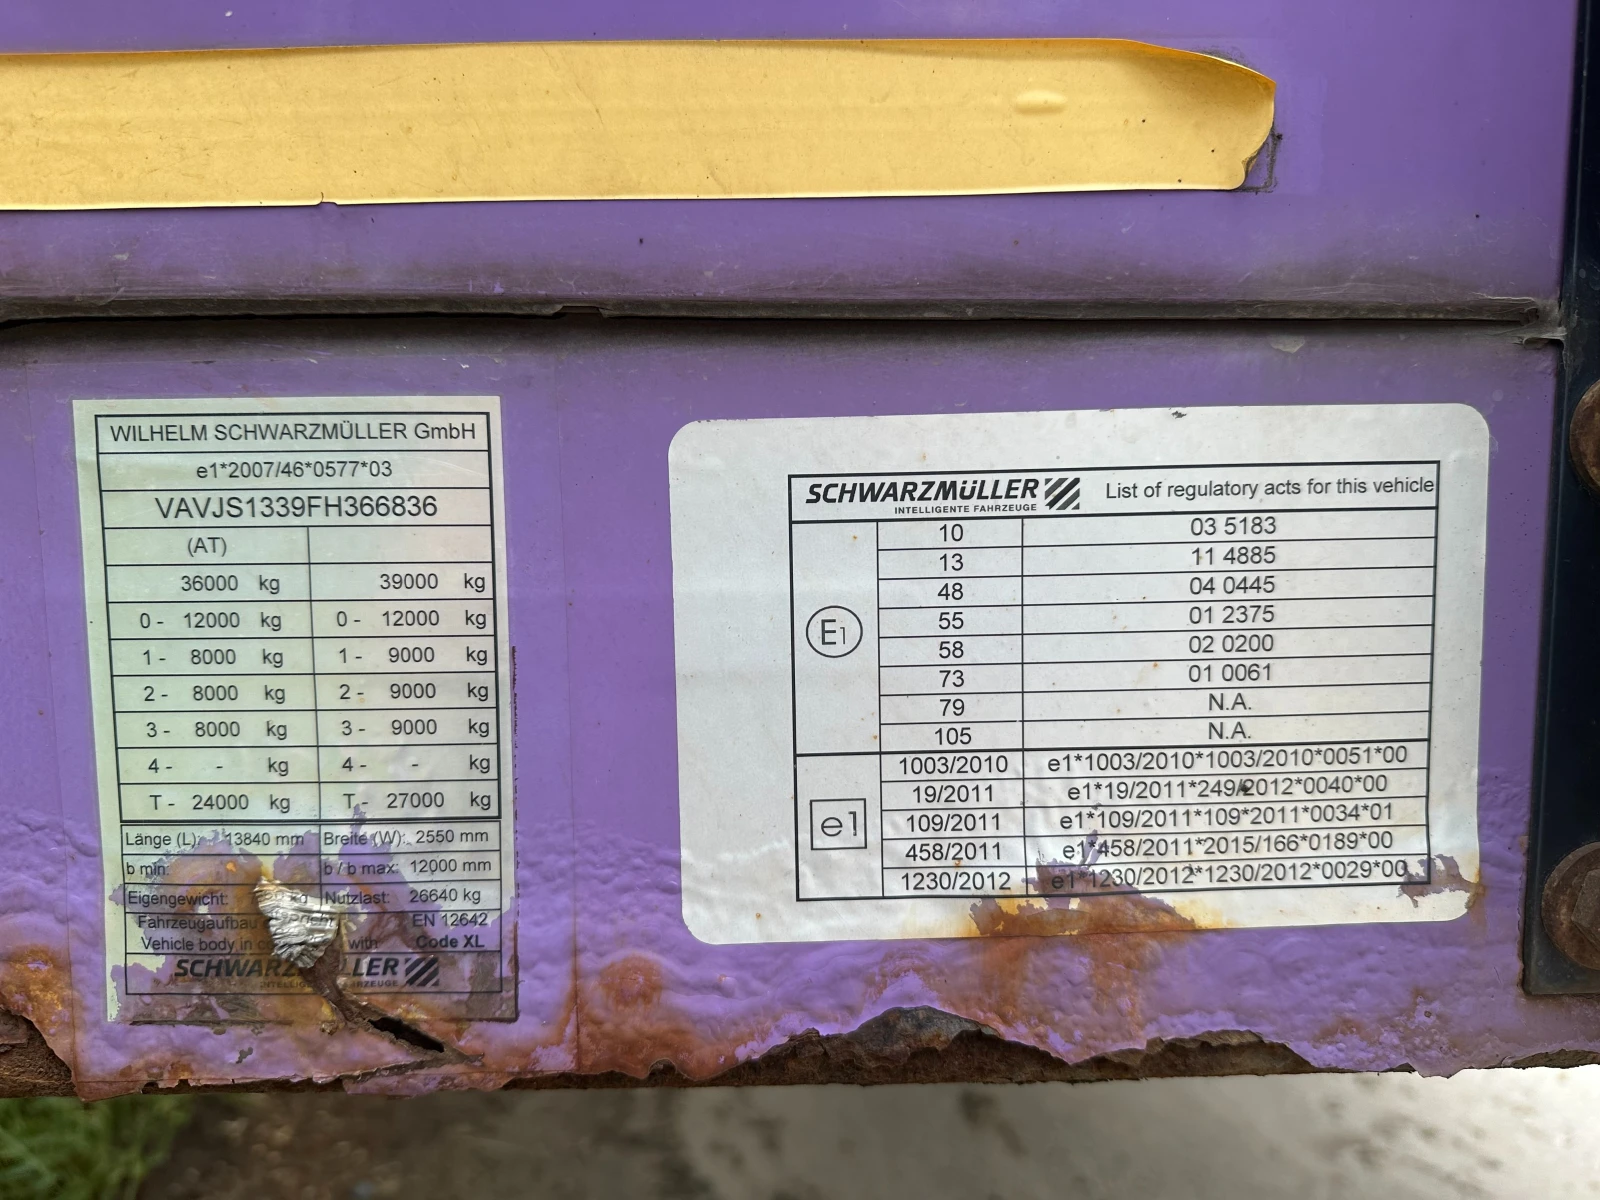 WILHELM SCHWARZMÜLLER GmbH
e1*2007/46*0577*03
VAVJS1339FH366836
(AT)
36000 kg 39000 kg
0 - 12000 kg 0 - 12000 kg
1 - 8000 kg 1 - 9000 kg
2 - 8000 kg 2 - 9000 kg
3 - 8000 kg 3 - 9000 kg
4 - - kg 4 - - kg
T - 24000 kg T - 27000 kg
Länge (L): 13840 mm Breite (W): 2550 mm
b min: b / b max: 12000 mm
Eigengewicht: kg Nutzlast: 26640 kg
Fahrzeugaufbau EN 12642
Vehicle body in with Code XL
SCHWARZMÜLLER
INTELLIGENTE FAHRZEUGE
SCHWARZMÜLLER List of regulatory acts for this vehicle
INTELLIGENTE FAHRZEUGE
E1
10 03 5183
13 11 4885
48 04 0445
55 01 2375
58 02 0200
73 01 0061
79 N.A.
105 N.A.
e1
1003/2010 e1*1003/2010*1003/2010*0051*00
19/2011 e1*19/2011*249/2012*0040*00
109/2011 e1*109/2011*109*2011*0034*01
458/2011 e1*458/2011*2015/166*0189*00
1230/2012 e1*1230/2012*1230/2012*0029*00